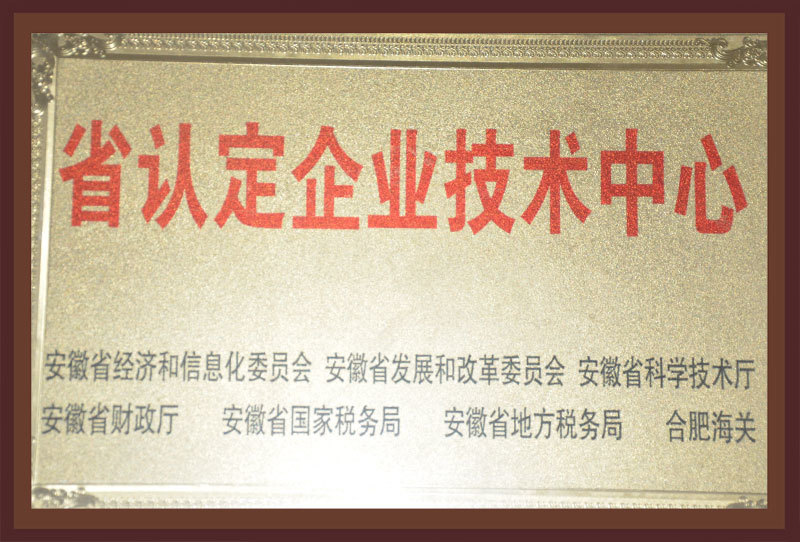 省认定企业技术中心
安徽省经济和信息化委员会 安徽省发展和改革委员会 安徽省科学技术厅
安徽省财政厅 安徽省国家税务局 安徽省地方税务局 合肥海关